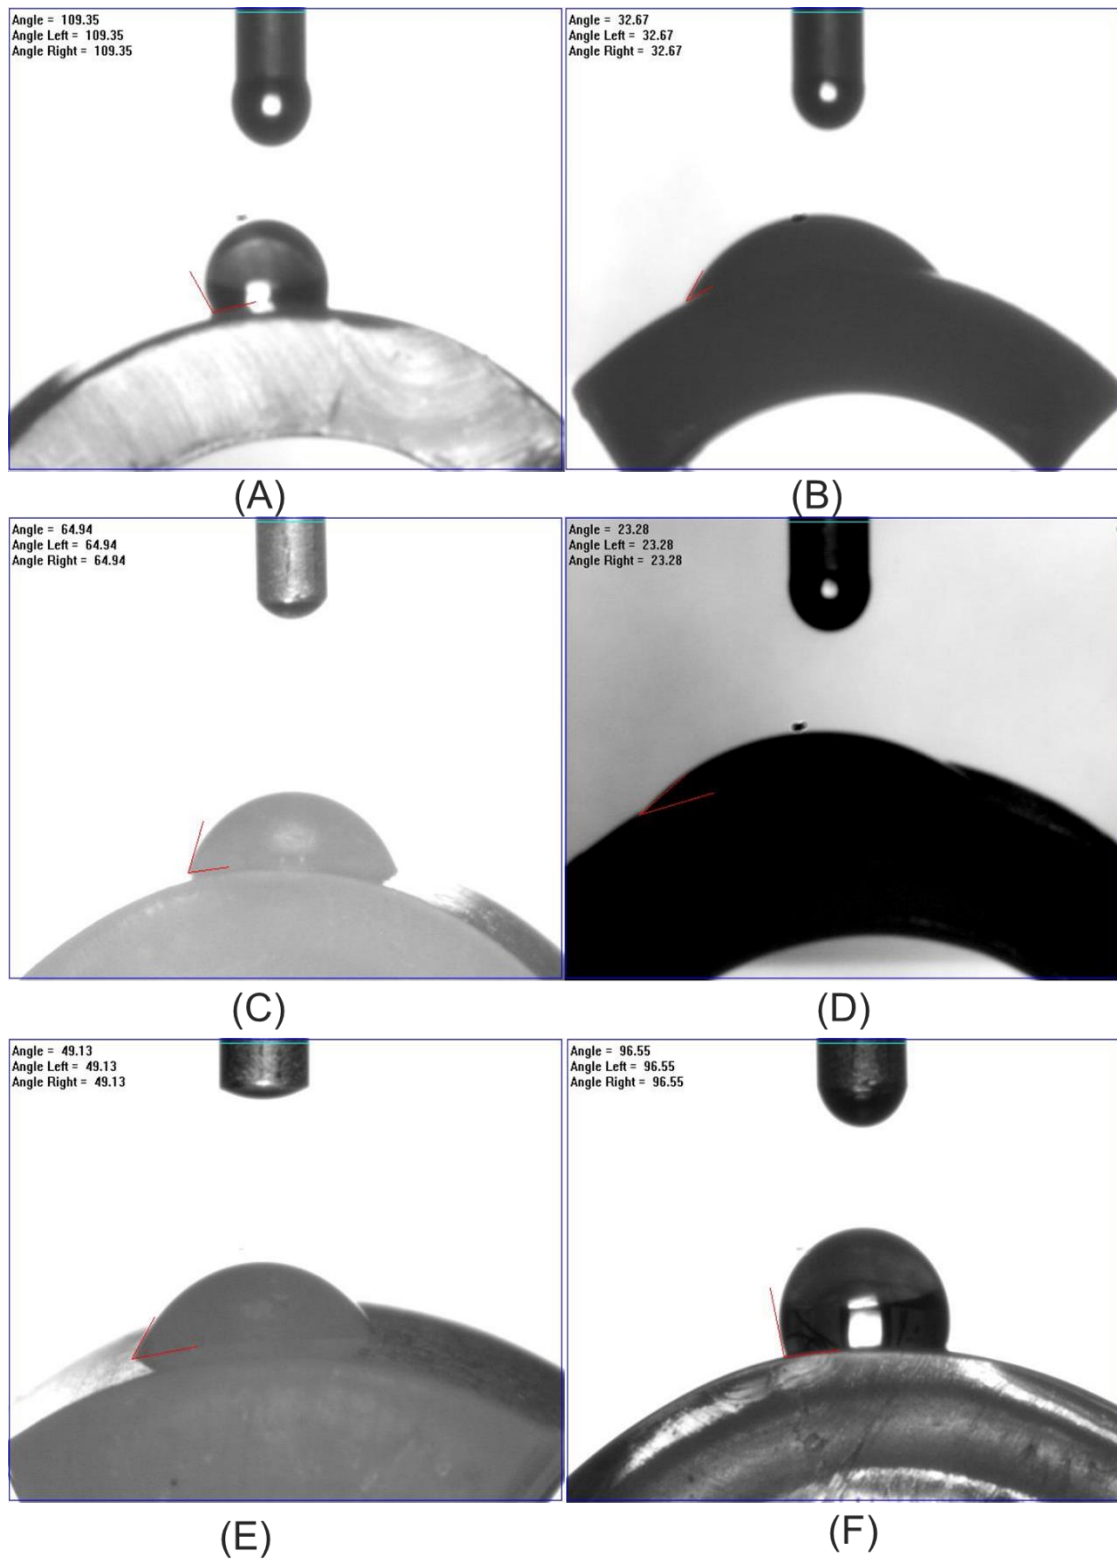 Angle = 109.35
Angle Left = 109.35
Angle Right = 109.35
Angle = 32.67
Angle Left = 32.67
Angle Right = 32.67
(A)
(B)
Angle = 64.94
Angle Left = 64.94
Angle Right = 64.94
Angle = 23.28
Angle Left = 23.28
Angle Right = 23.28
(C)
(D)
Angle = 49.13
Angle Left = 49.13
Angle Right = 49.13
Angle = 96.55
Angle Left = 96.55
Angle Right = 96.55
(E)
(F)